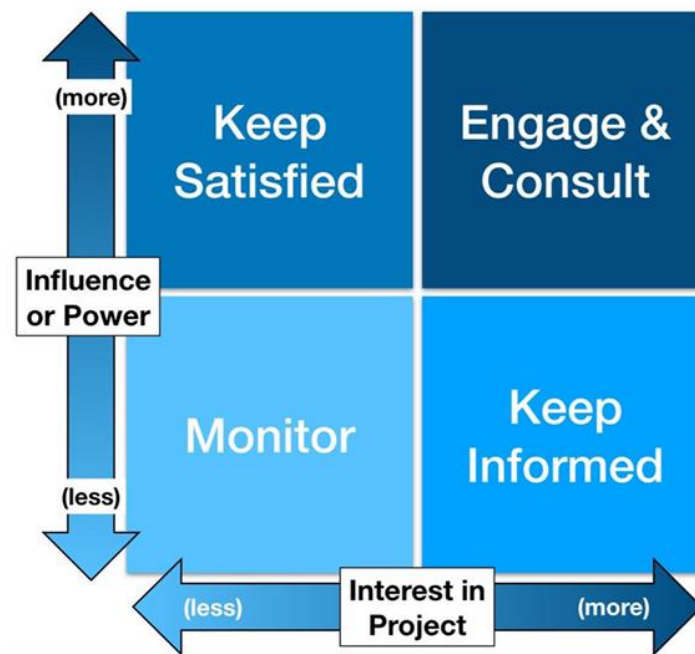 (more)
Keep
Satisfied
Engage &
Consult
Influence
or Power
Monitor
Keep
Informed
(less)
(less)
Interest in
Project
(more)